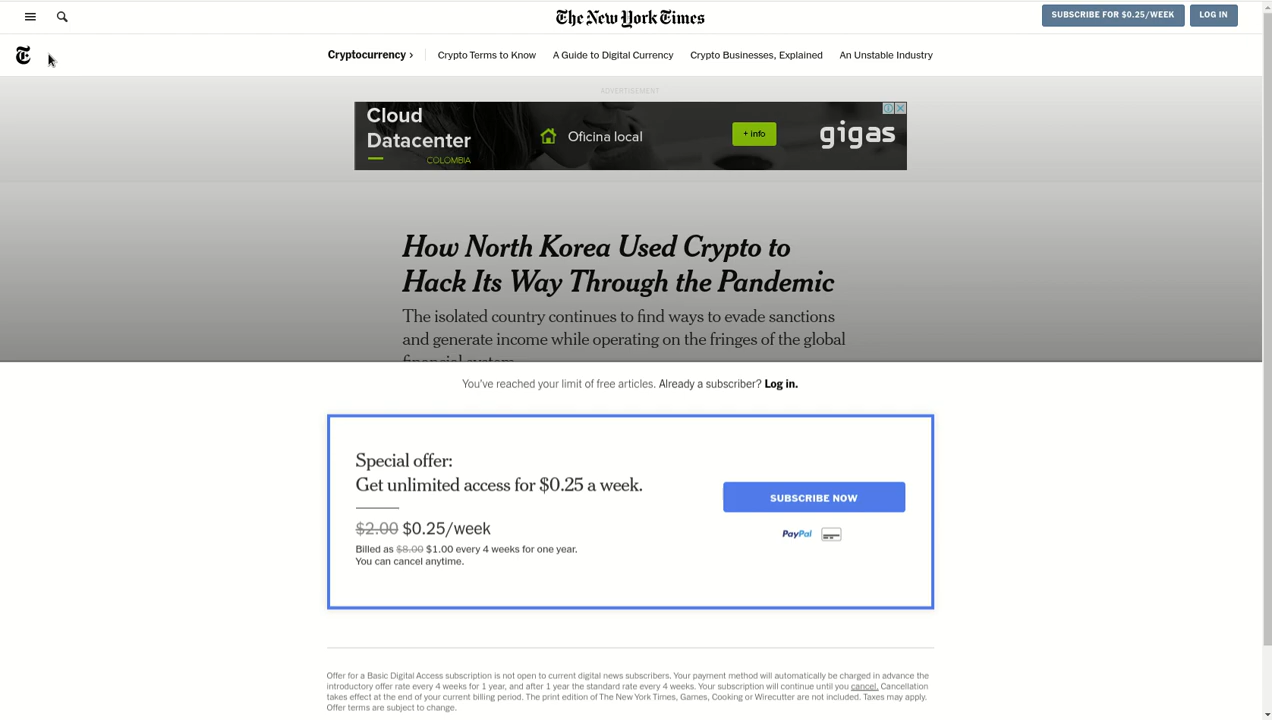 The New York Times
SUBSCRIBE FOR $0.25/WEEK
LOG IN
T
Cryptocurrency ›
Crypto Terms to Know
A Guide to Digital Currency
Crypto Businesses, Explained
An Unstable Industry
ADVERTISEMENT
Cloud
Datacenter
COLOMBIA
Oficina local
+ info
gigas
How North Korea Used Crypto to
Hack Its Way Through the Pandemic
The isolated country continues to find ways to evade sanctions
and generate income while operating on the fringes of the global
financial system.
You've reached your limit of free articles. Already a subscriber? Log in.
Special offer:
Get unlimited access for $0.25 a week.
$2.00 $0.25/week
Billed as $8.00 $1.00 every 4 weeks for one year.
You can cancel anytime.
SUBSCRIBE NOW
PayPal
Offer for a Basic Digital Access subscription is not open to current digital news subscribers. Your payment method will automatically be charged in advance the
introductory offer rate every 4 weeks for 1 year, and after 1 year the standard rate every 4 weeks. Your subscription will continue until you cancel. Cancellation
takes effect at the end of your current billing period. The print edition of The New York Times, Games, Cooking or Wirecutter are not included. Taxes may apply.
Offer terms are subject to change.